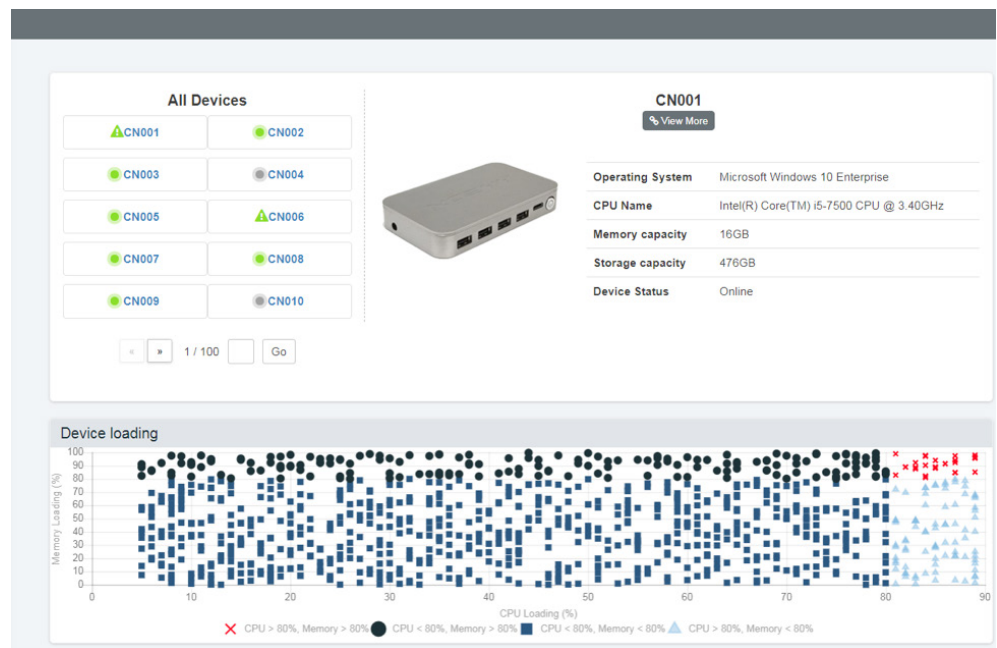 All Devices
CN001
CN002
CN003
CN004
CN005
CN006
CN007
CN008
CN009
CN010
« » 1 / 100 Go
CN001
View More
Operating System Microsoft Windows 10 Enterprise
CPU Name Intel(R) Core(TM) i5-7500 CPU @ 3.40GHz
Memory capacity 16GB
Storage capacity 476GB
Device Status Online
Device loading
Memory Loading (%)
100
90
80
70
60
50
40
30
20
10
0
0 10 20 30 40 50 60 70 80 90
CPU Loading (%)
CPU > 80%, Memory > 80% CPU < 80%, Memory > 80% CPU < 80%, Memory < 80% CPU > 80%, Memory < 80%